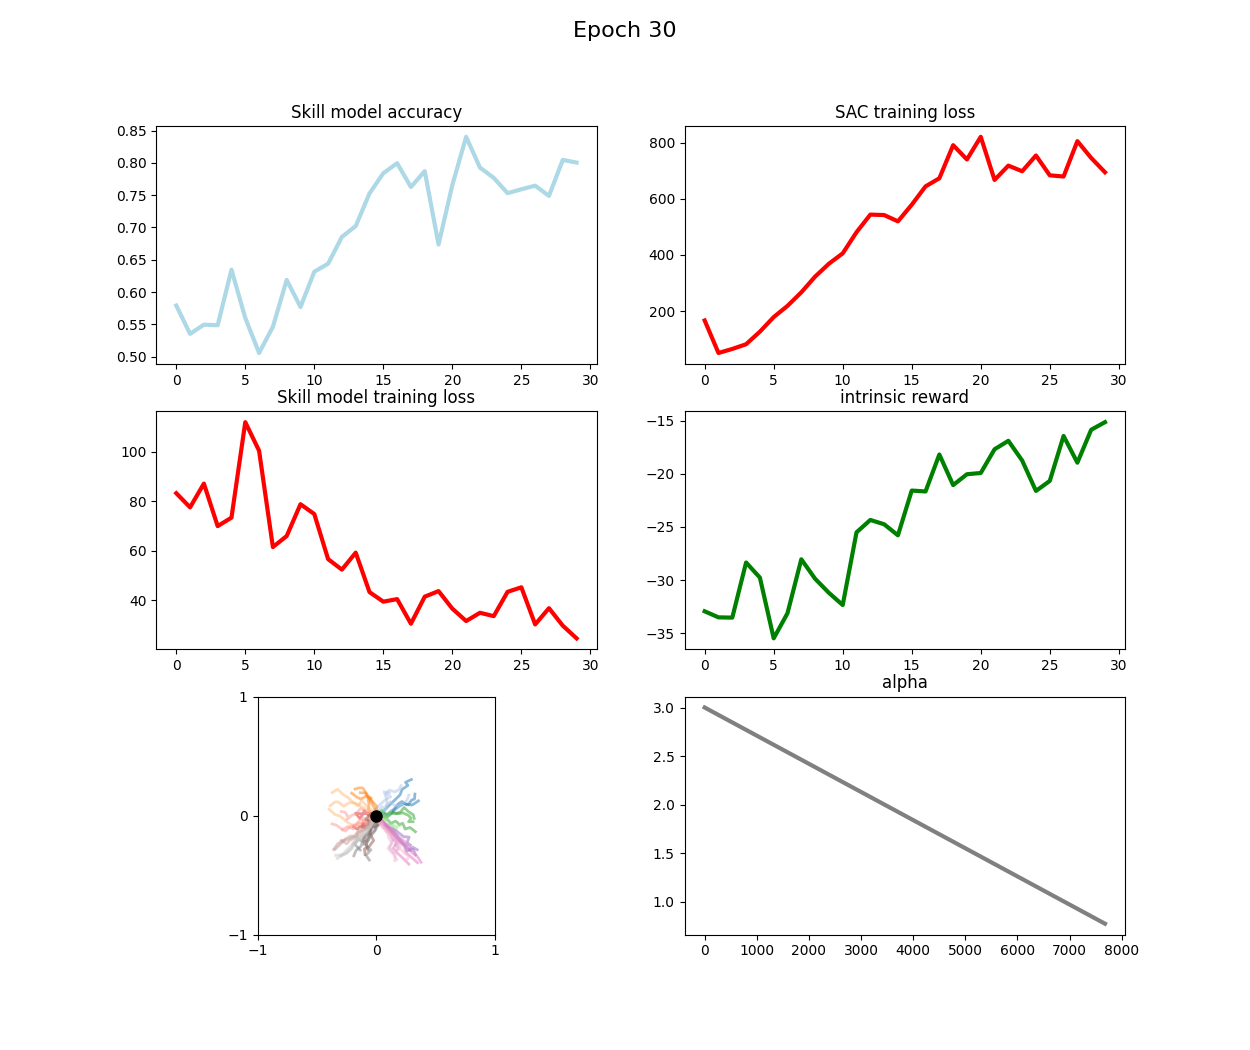 Epoch 30
Skill model accuracy
0.85
0.80
0.75
0.70
0.65
0.60
0.55
0.50
0 5 10 15 20 25 30
SAC training loss
800
600
400
200
0 5 10 15 20 25 30
Skill model training loss
100
80
60
40
0 5 10 15 20 25 30
intrinsic reward
−15
−20
−25
−30
−35
0 5 10 15 20 25 30
1
0
−1
−1 0 1
alpha
3.0
2.5
2.0
1.5
1.0
0 1000 2000 3000 4000 5000 6000 7000 8000